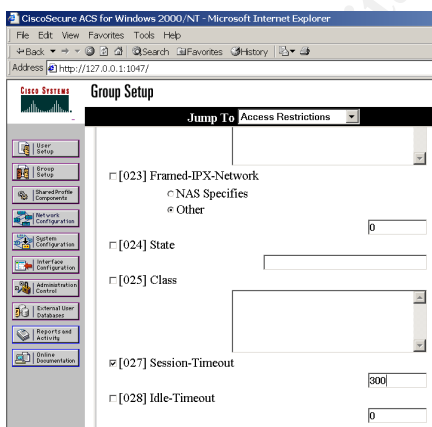 CiscoSecure ACS for Windows 2000/NT - Microsoft Internet Explorer
File Edit View Favorites Tools Help
Back Search Favorites History
Address http://127.0.0.1:1047/
CISCO SYSTEMS
Group Setup
Jump To Access Restrictions
User Setup
Group Setup
Shared Profile Components
Network Configuration
System Configuration
Interface Configuration
Administration Control
External User Databases
Reports and Activity
Online Documentation
[023] Framed-IPX-Network
NAS Specifies
Other
0
[024] State
[025] Class
[027] Session-Timeout
300
[028] Idle-Timeout
0